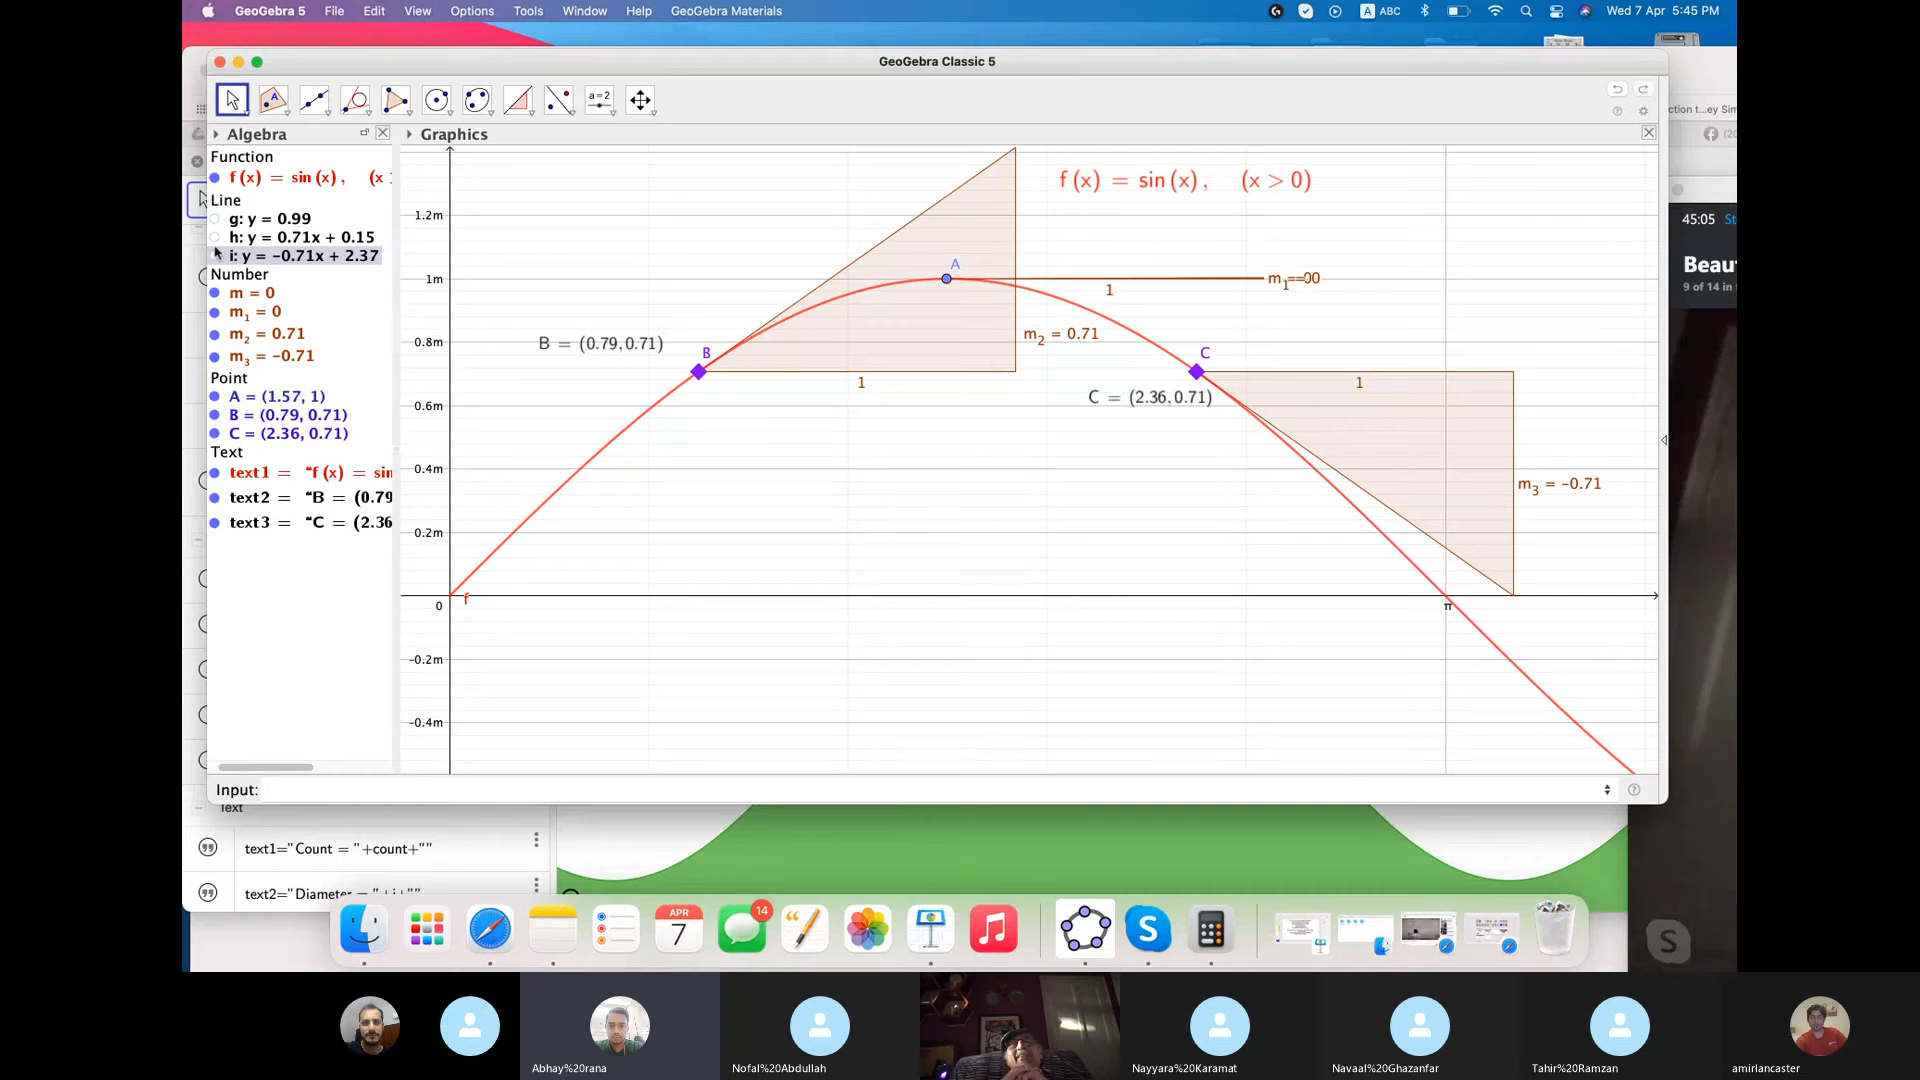 GeoGebra 5 File Edit View Options Tools Window Help GeoGebra Materials
A ABC Wed 7 Apr 5:45 PM
GeoGebra Classic 5
a=2
Algebra
Graphics
Function
f(x) = sin(x), (x >
Line
g: y = 0.99
h: y = 0.71x + 0.15
i: y = -0.71x + 2.37
Number
m = 0
m1 = 0
m2 = 0.71
m3 = -0.71
Point
A = (1.57, 1)
B = (0.79, 0.71)
C = (2.36, 0.71)
Text
text1 = “f(x) = sin
text2 = “B = (0.79
text3 = “C = (2.36
f(x) = sin(x), (x > 0)
1.2m
1m
0.8m
0.6m
0.4m
0.2m
0
-0.2m
-0.4m
A
1
B = (0.79, 0.71)
B
1
m2 = 0.71
C
C = (2.36, 0.71)
1
m3 = -0.71
f
π
Input:
Text
text1="Count = "+count+""
text2="Diameter = "+i+""
45:05
Beau
9 of 14 in
APR
7
14
S
S
Abhay%20rana
Nofal%20Abdullah
Nayyara%20Karamat
Navaal%20Ghazanfar
Tahir%20Ramzan
amirlancaster